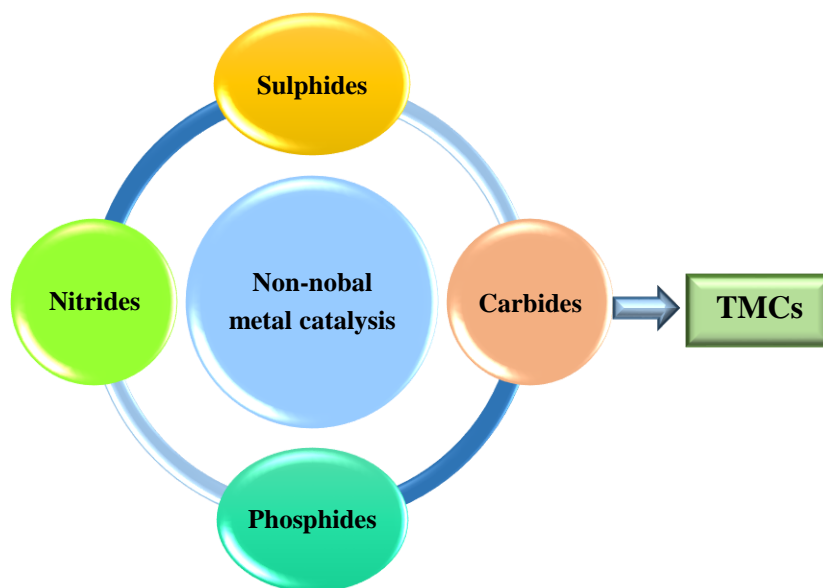 Sulphides
Nitrides
Non-nobal
metal catalysis
Carbides
TMCs
Phosphides